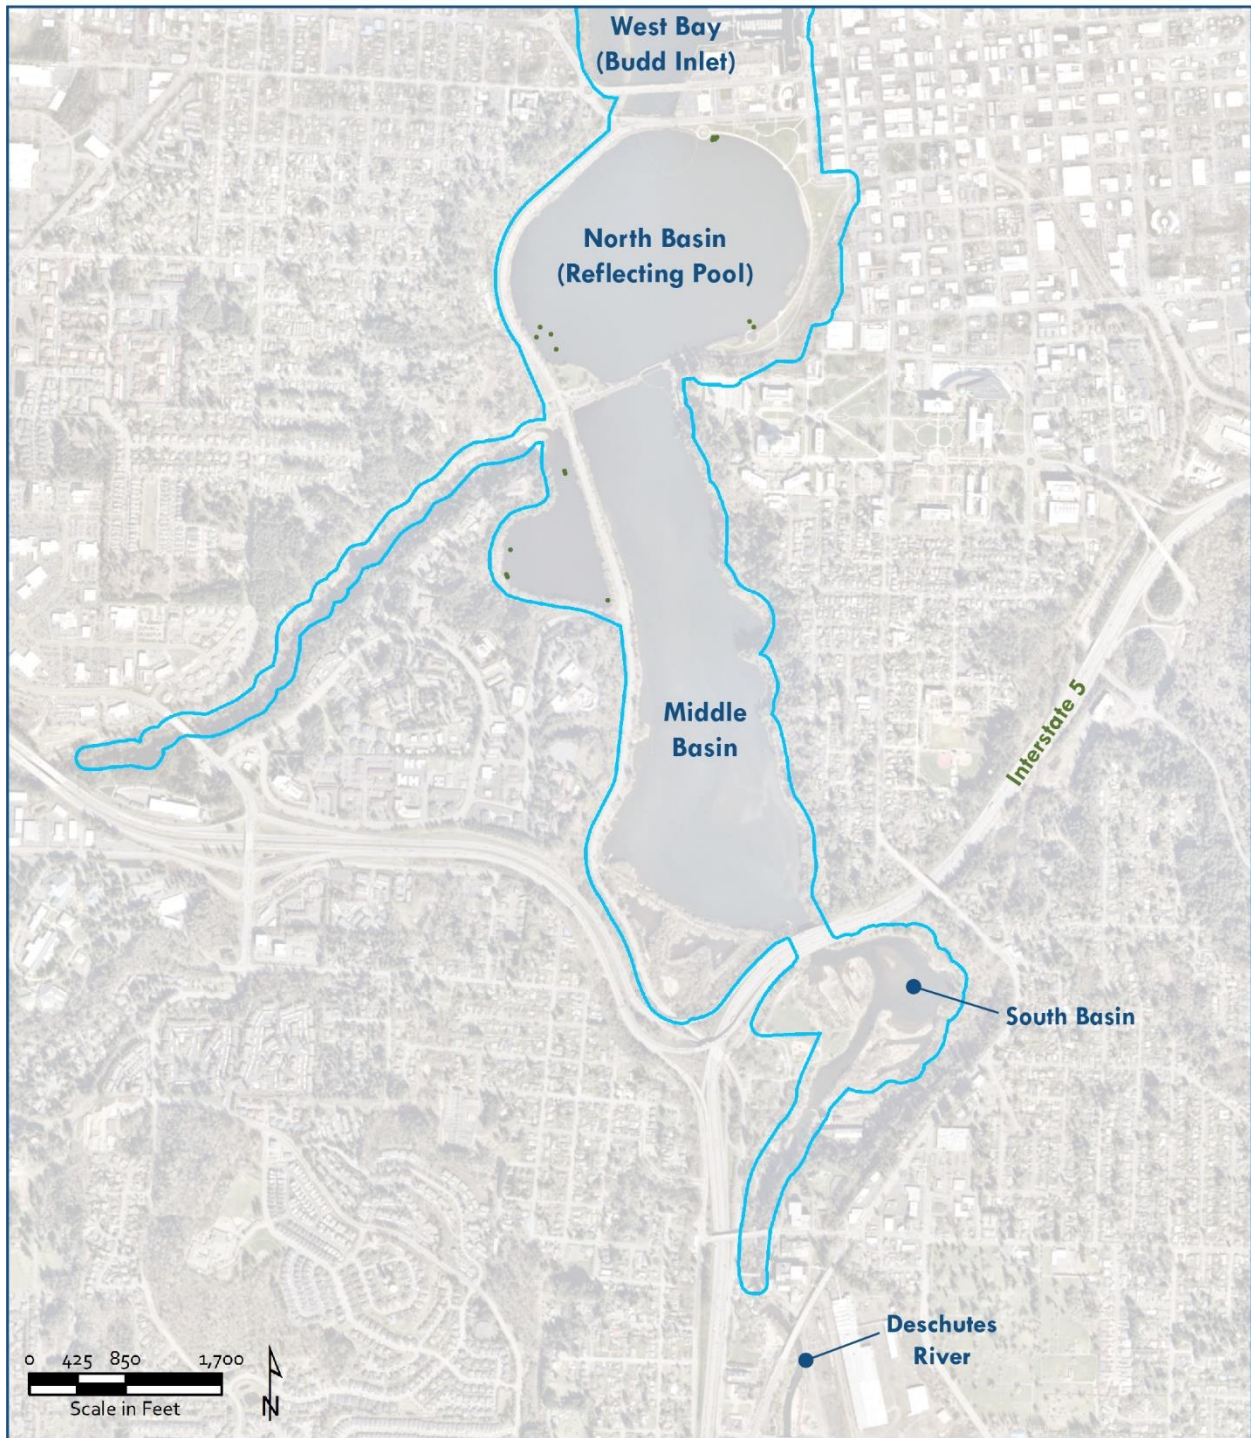 West Bay
(Budd Inlet)
North Basin
(Reflecting Pool)
Middle
Basin
Interstate 5
South Basin
Deschutes
River
0 425 850 1,700
Scale in Feet
N